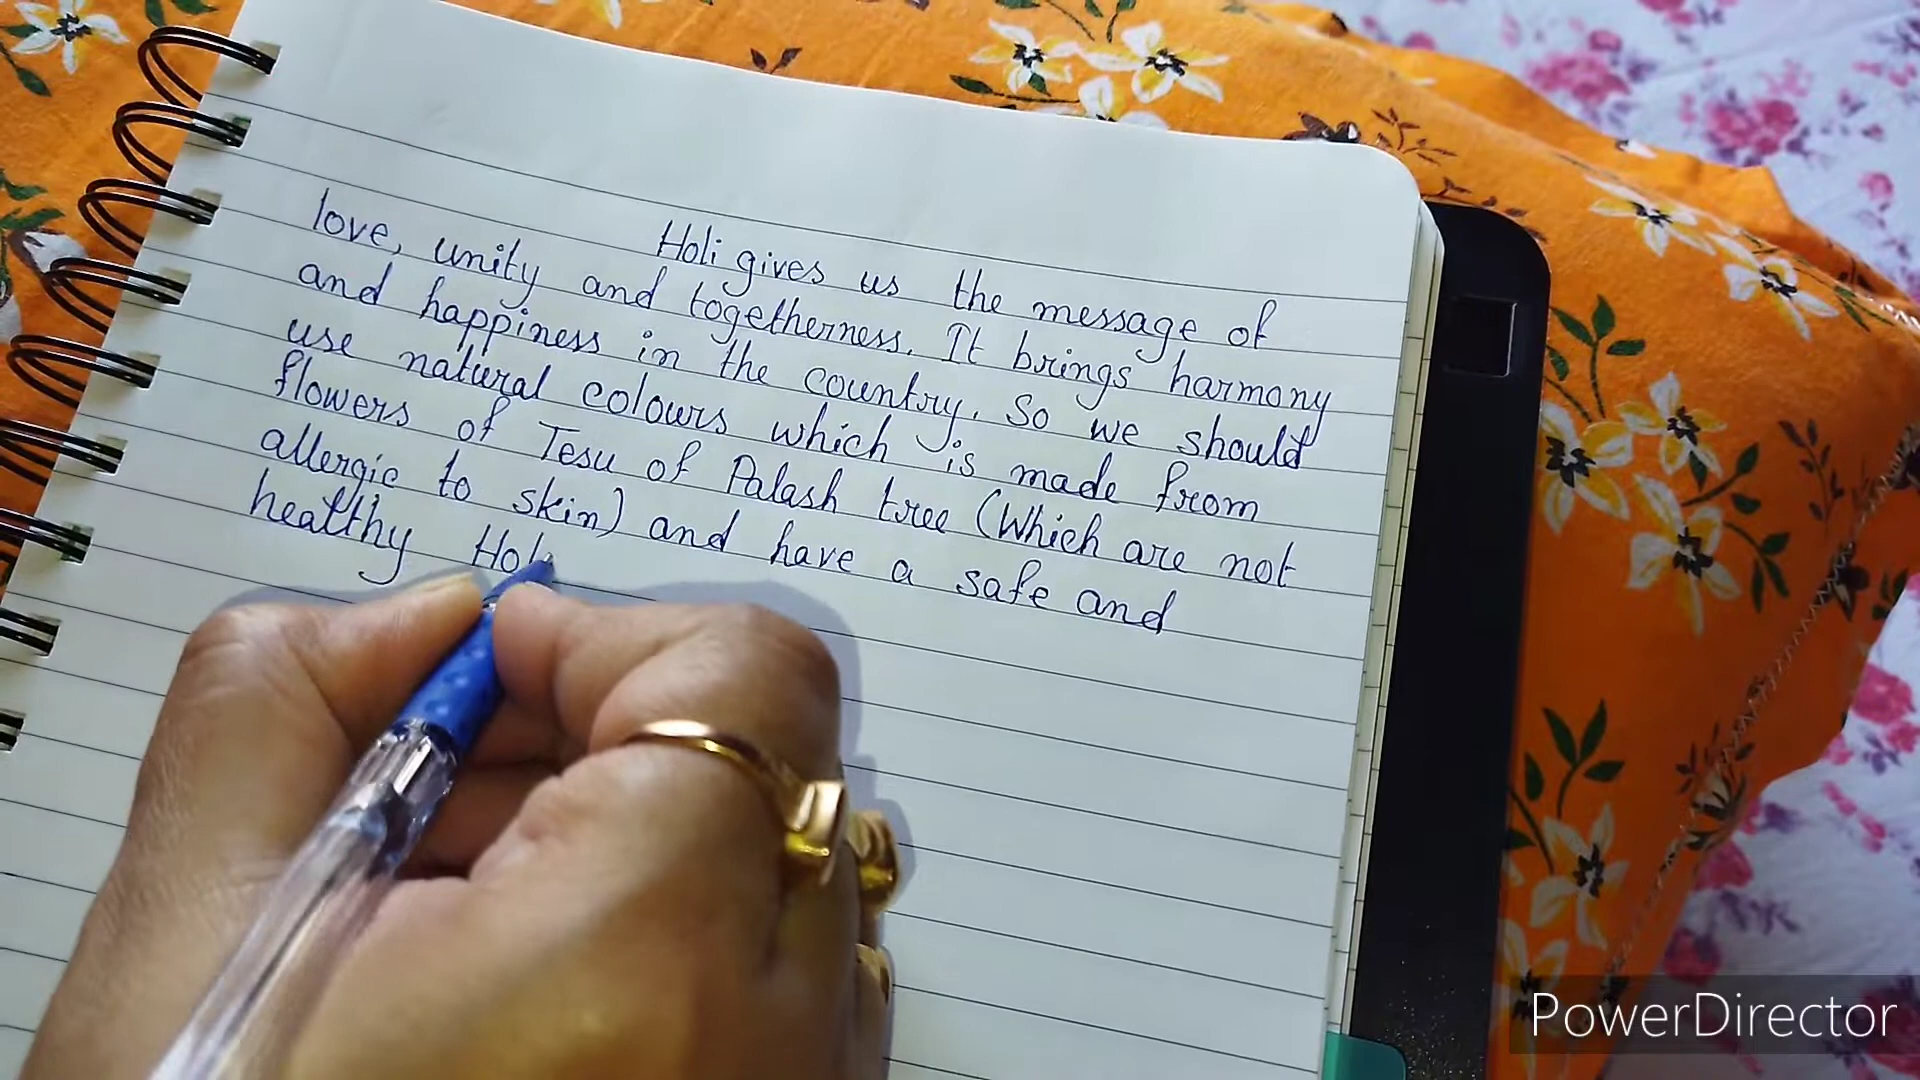 Holi gives us the message of
love, unity and togetherness. It brings harmony
and happiness in the country. So we should
use natural colours which is made from
flowers of Tesu of Palash tree (Which are not
allergic to skin) and have a safe and
healthy Hol
PowerDirector